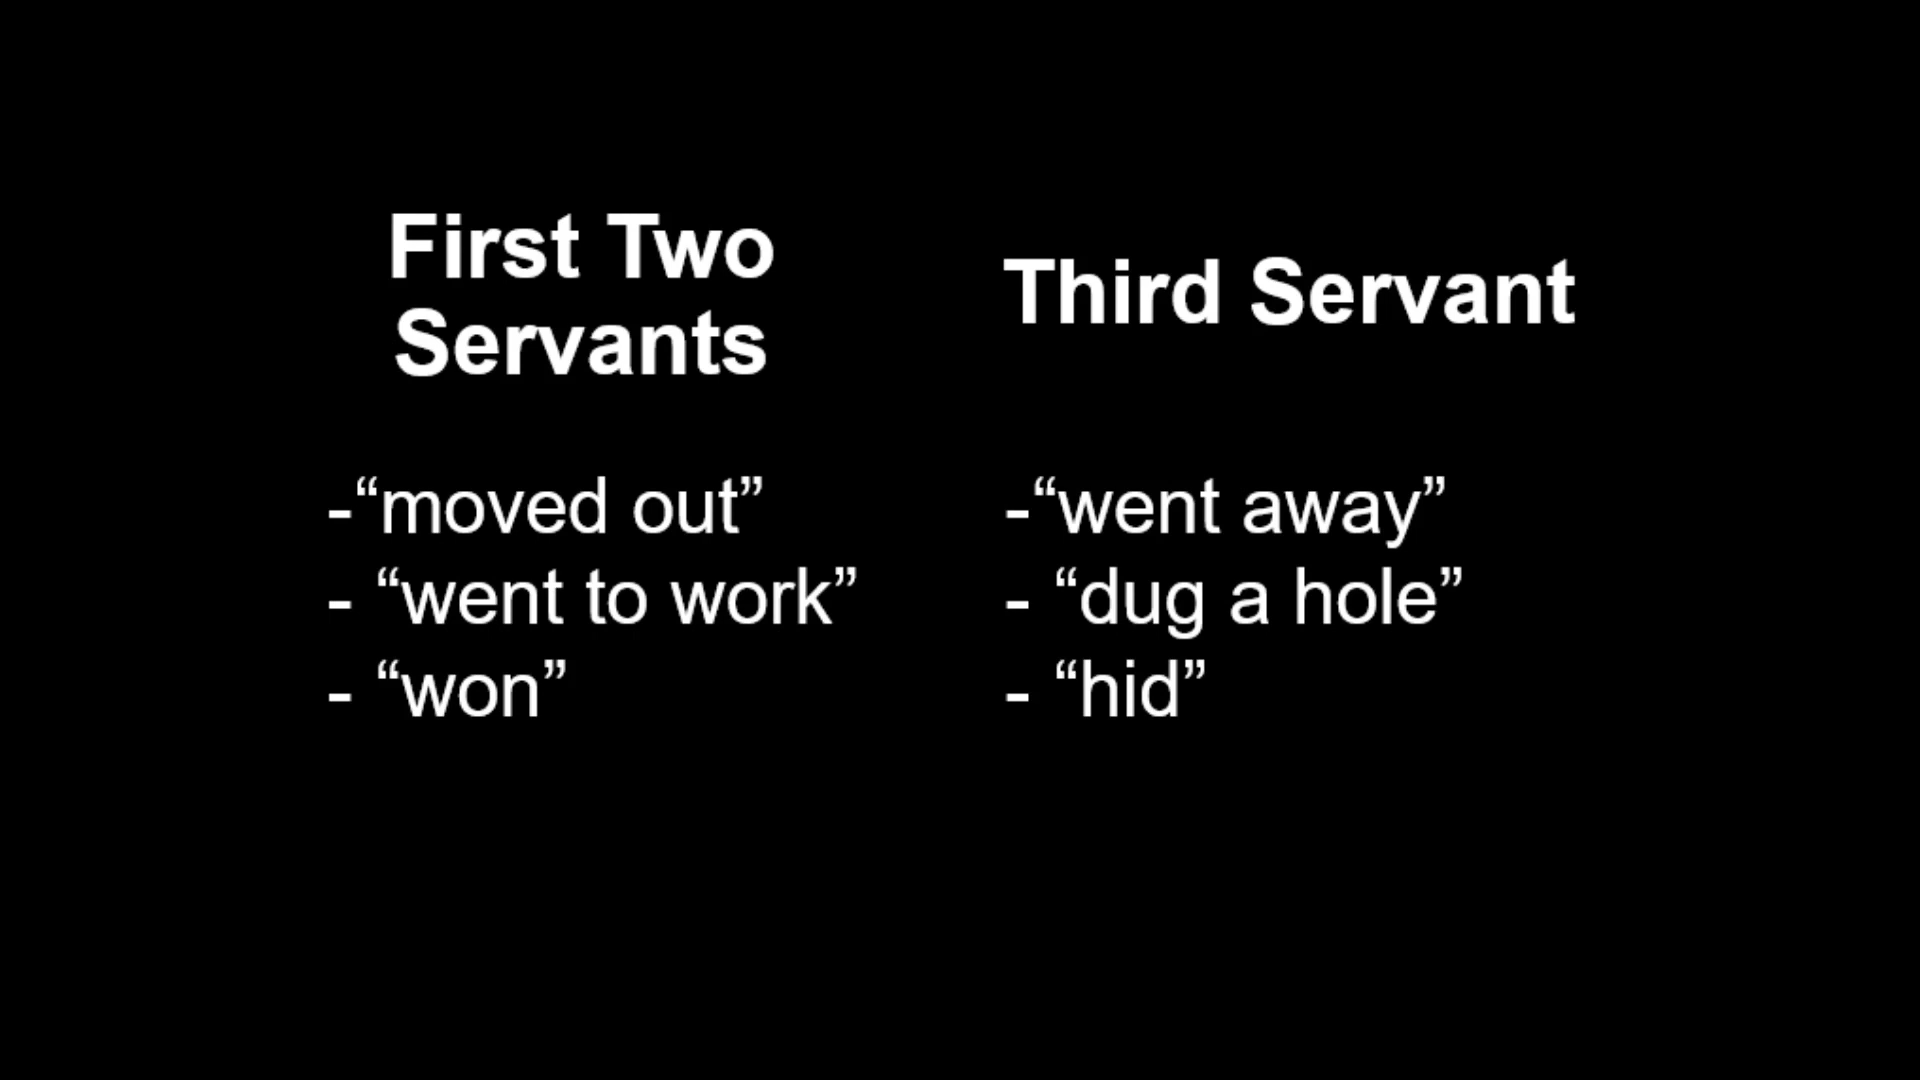 First Two
Servants
-“moved out”
- “went to work”
- “won”
Third Servant
-“went away”
- “dug a hole”
- “hid”